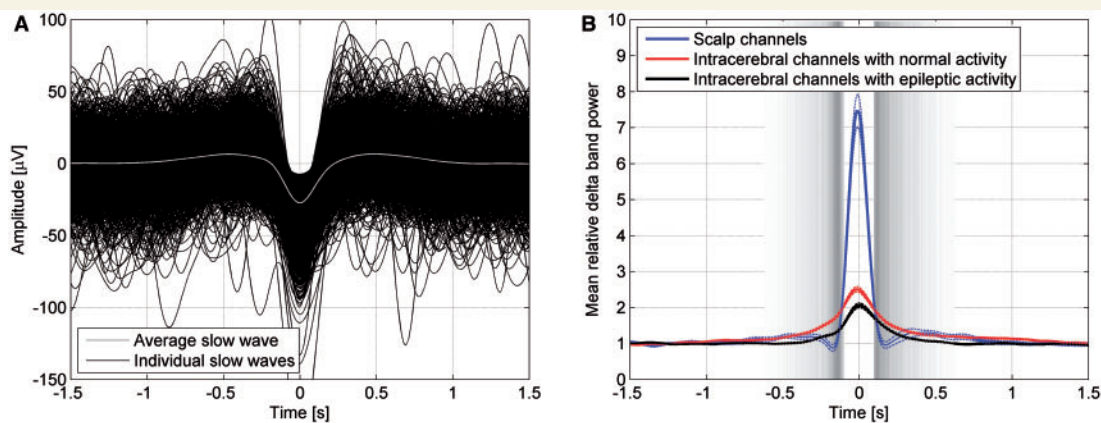 A
Amplitude [µV]
100
50
0
-50
-100
-150
Average slow wave
Individual slow waves
-1.5 -1 -0.5 0 0.5 1 1.5
Time [s]
B
Mean relative delta band power
10
9
8
7
6
5
4
3
2
1
0
Scalp channels
Intracerebral channels with normal activity
Intracerebral channels with epileptic activity
-1.5 -1 -0.5 0 0.5 1 1.5
Time [s]